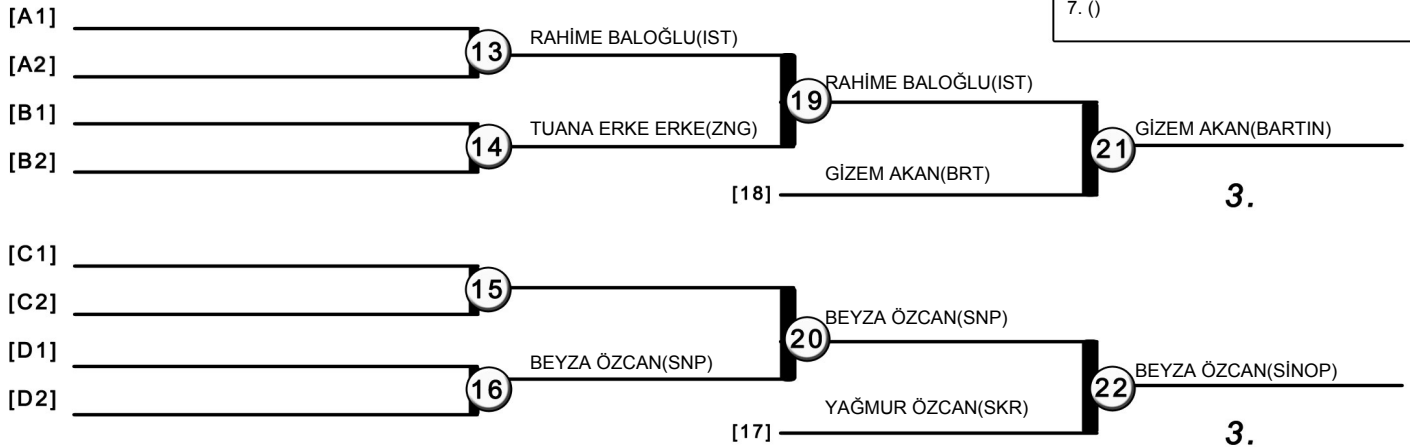 7. ()
[A1]
13
RAHİME BALOĞLU(IST)
[A2]
19
RAHİME BALOĞLU(IST)
[B1]
14
TUANA ERKE ERKE(ZNG)
21
GİZEM AKAN(BARTIN)
[B2]
GİZEM AKAN(BRT)
[18]
3.
[C1]
15
[C2]
20
BEYZA ÖZCAN(SNP)
[D1]
16
BEYZA ÖZCAN(SNP)
22
BEYZA ÖZCAN(SİNOP)
[D2]
YAĞMUR ÖZCAN(SKR)
[17]
3.